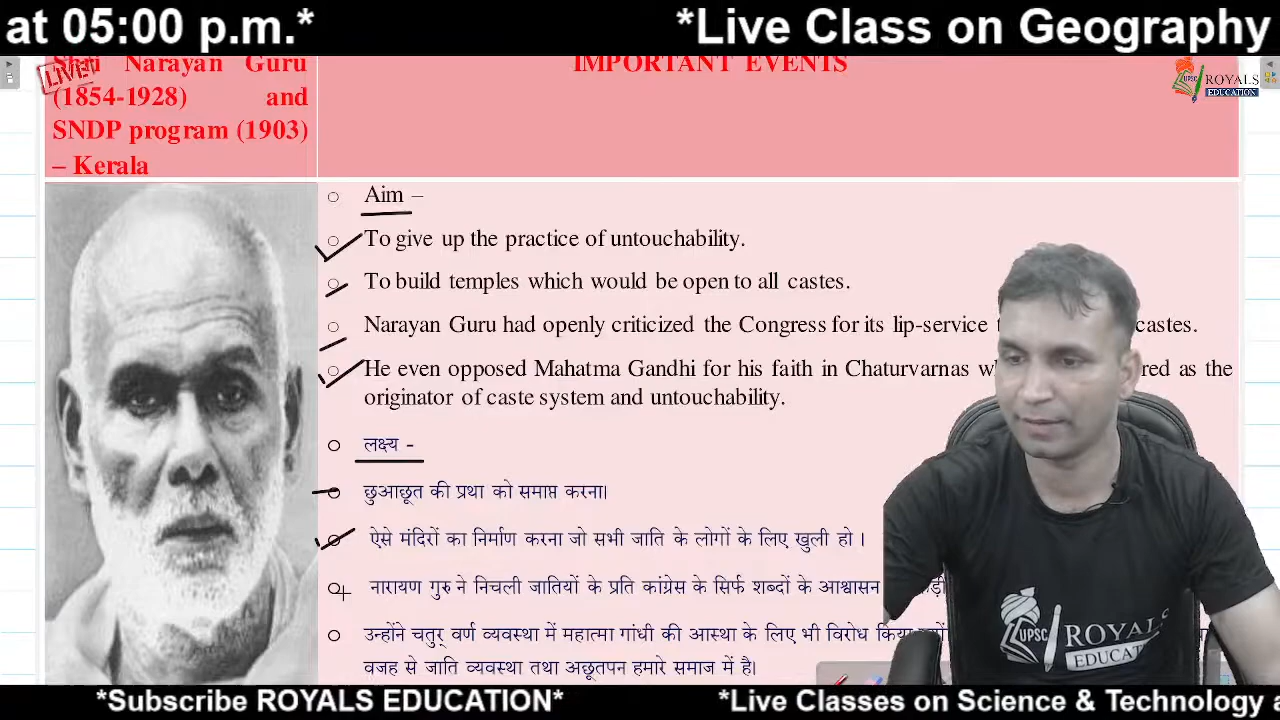 at 05:00 p.m.* *Live Class on Geography
Shri Narayan Guru
(1854-1928) and
SNDP program (1903)
– Kerala
IMPORTANT EVENTS
LIVE!
UPSC ROYALS
EDUCATION
Aim –
To give up the practice of untouchability.
To build temples which would be open to all castes.
Narayan Guru had openly criticized the Congress for its lip-service castes.
He even opposed Mahatma Gandhi for his faith in Chaturvarnas as the
originator of caste system and untouchability.
लक्ष्य -
छुआछूत की प्रथा को समाप्त करना।
ऐसे मंदिरों का निर्माण करना जो सभी जाति के लोगों के लिए खुली हो ।
नारायण गुरु ने निचली जातियों के प्रति कांग्रेस के सिर्फ शब्दों के आश्वासन
उन्होंने चतुर् वर्ण व्यवस्था में महात्मा गांधी की आस्था के लिए भी विरोध
वजह से जाति व्यवस्था तथा अछूतपन हमारे समाज में है।
UPSC ROYALS
EDUCATION
*Subscribe ROYALS EDUCATION* *Live Classes on Science & Technology